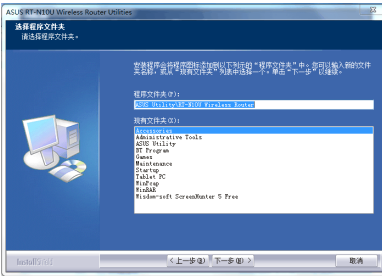 ASUS RT-N10U Wireless Router Utilities
选择程序文件夹
请选择程序文件夹。
安装程序会将程序图标添加到以下列示的“程序文件夹”中。您可以输入新的文件
夹名称，或从“现有文件夹”列表中选择一个。单击“下一步”以继续。
程序文件夹(P)：
ASUS Utility\RT-N10U Wireless Router
现有文件夹(X)：
Accessories
Administrative Tools
ASUS Utility
BT Program
Games
Maintenance
Startup
Tablet PC
WinPcap
WinRAR
Wisdom-soft ScreenHunter 5 Free
InstallShield
< 上一步(B)
下一步(N) >
取消